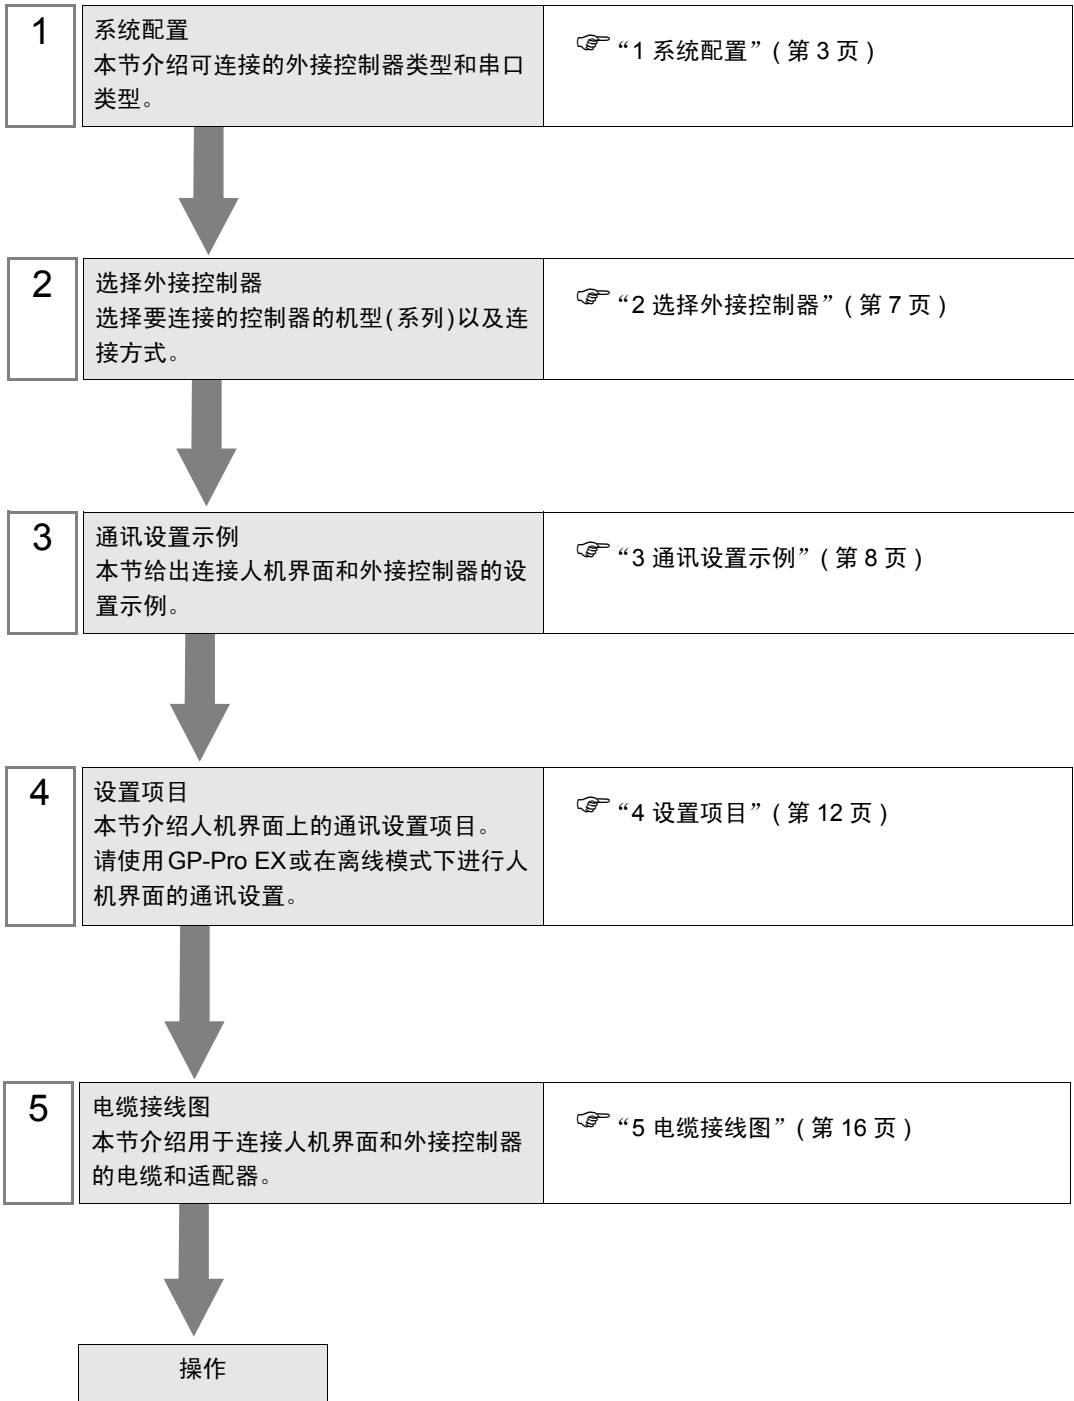 1
系统配置
本节介绍可连接的外接控制器类型和串口
类型。
☞ “1 系统配置” ( 第 3 页 )
2
选择外接控制器
选择要连接的控制器的机型(系列)以及连
接方式。
☞ “2 选择外接控制器” ( 第 7 页 )
3
通讯设置示例
本节给出连接人机界面和外接控制器的设
置示例。
☞ “3 通讯设置示例” ( 第 8 页 )
4
设置项目
本节介绍人机界面上的通讯设置项目。
请使用GP-Pro EX或在离线模式下进行人
机界面的通讯设置。
☞ “4 设置项目” ( 第 12 页 )
5
电缆接线图
本节介绍用于连接人机界面和外接控制器
的电缆和适配器。
☞ “5 电缆接线图” ( 第 16 页 )
操作